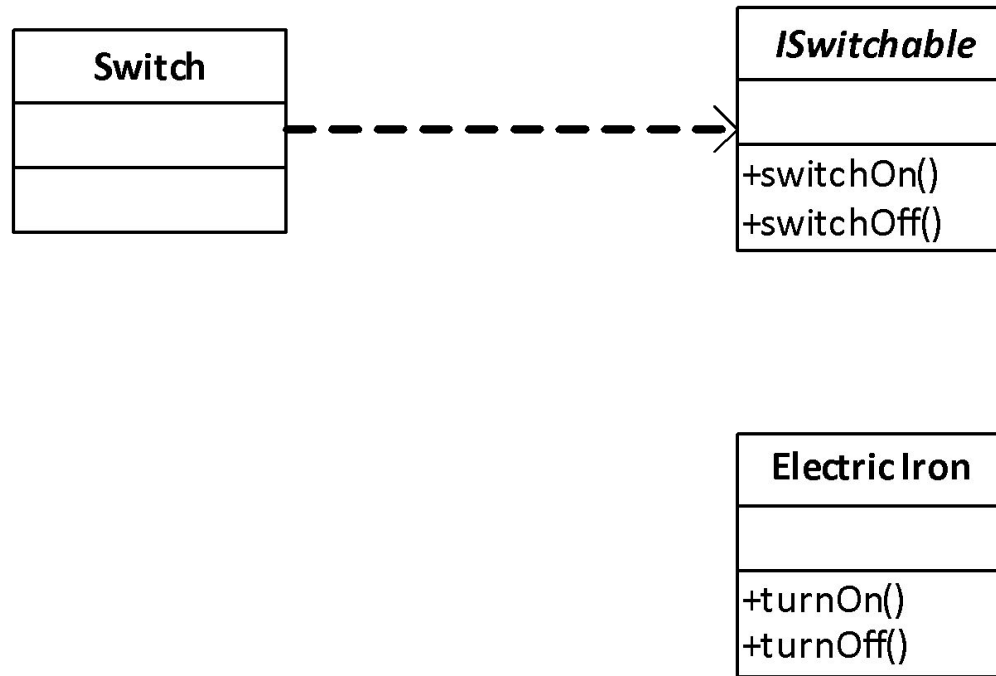 Switch
ISwitchable
+switchOn()
+switchOff()
Electric Iron
+turnOn()
+turnOff()